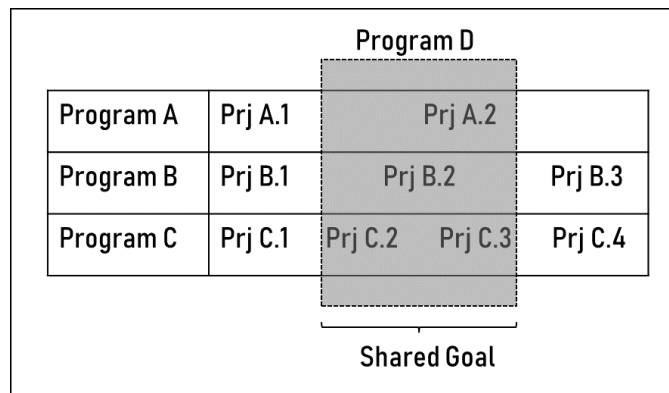 Program D
Program A Prj A.1 Prj A.2
Program B Prj B.1 Prj B.2 Prj B.3
Program C Prj C.1 Prj C.2 Prj C.3 Prj C.4
Shared Goal